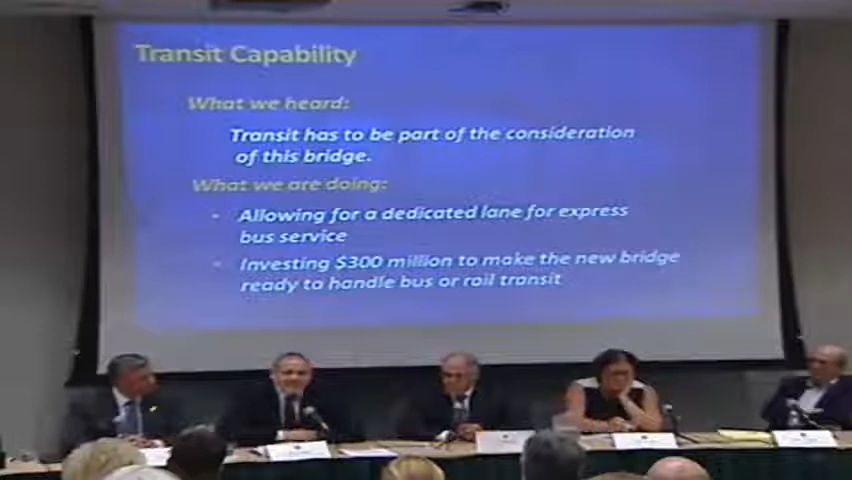 Transit Capability
What we heard:
Transit has to be part of the consideration
of this bridge.
What we are doing:
- Allowing for a dedicated lane for express
bus service
- Investing $300 million to make the new bridge
ready to handle bus or rail transit